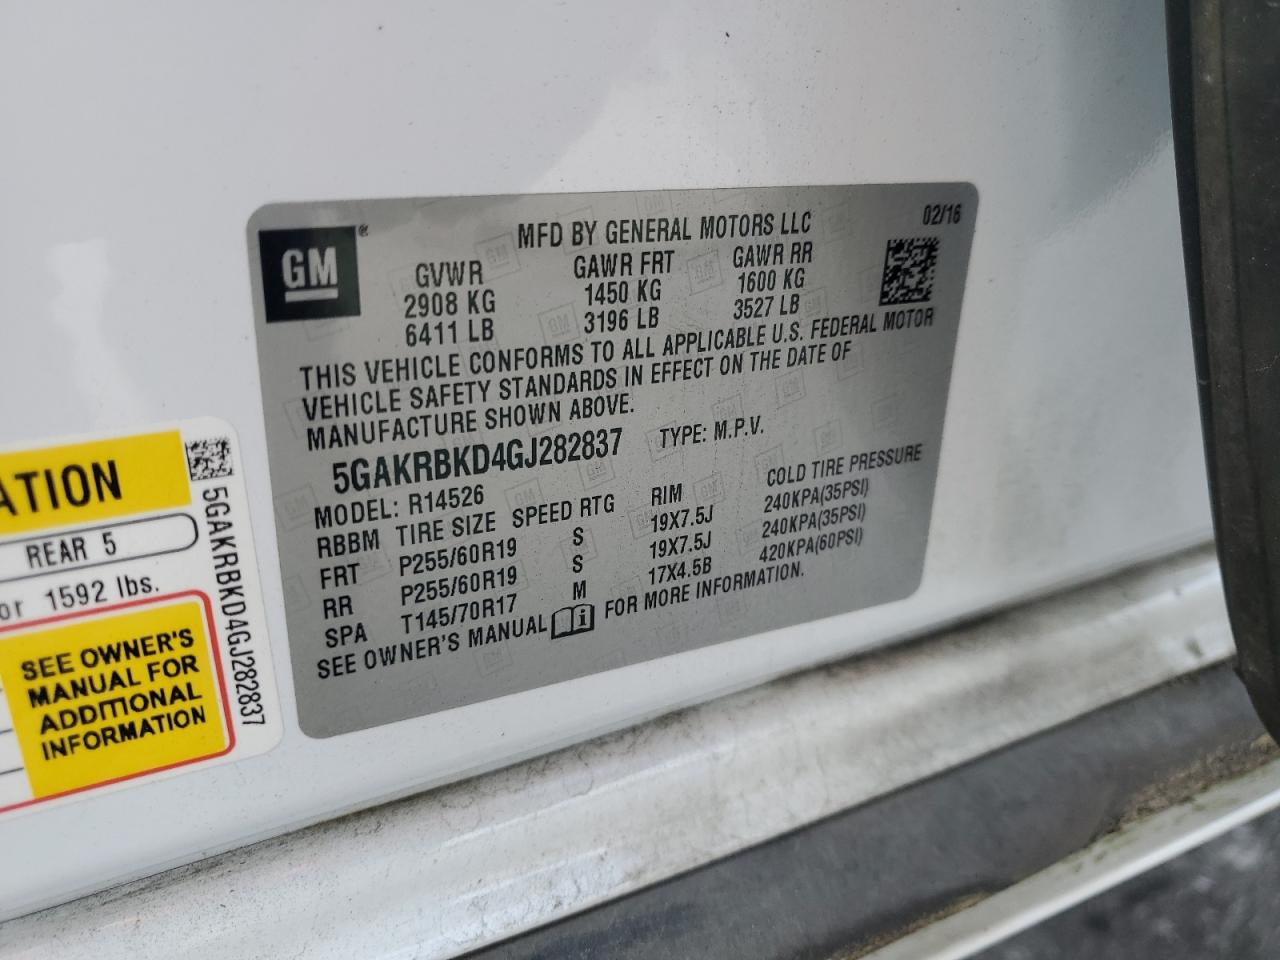 GM ®
MFD BY GENERAL MOTORS LLC
02/16
GVWR GAWR FRT GAWR RR
2908 KG 1450 KG 1600 KG
6411 LB 3196 LB 3527 LB
THIS VEHICLE CONFORMS TO ALL APPLICABLE U.S. FEDERAL MOTOR
VEHICLE SAFETY STANDARDS IN EFFECT ON THE DATE OF
MANUFACTURE SHOWN ABOVE.
5GAKRBKD4GJ282837 TYPE: M.P.V.
MODEL: R14526
RBBM TIRE SIZE SPEED RTG RIM COLD TIRE PRESSURE
FRT P255/60R19 S 19X7.5J 240KPA(35PSI)
RR P255/60R19 S 19X7.5J 240KPA(35PSI)
SPA T145/70R17 M 17X4.5B 420KPA(60PSI)
SEE OWNER'S MANUAL i FOR MORE INFORMATION.
ATION
REAR 5
or 1592 lbs.
SEE OWNER'S
MANUAL FOR
ADDITIONAL
INFORMATION
5GAKRBKD4GJ282837